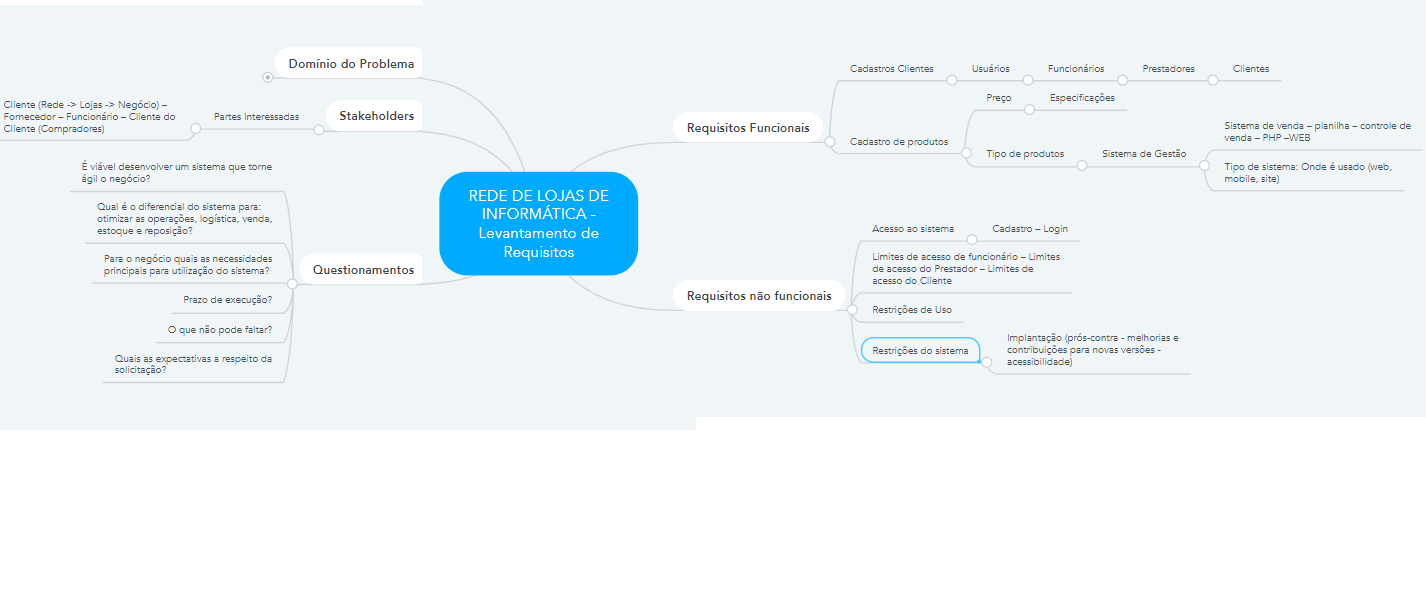 REDE DE LOJAS DE
INFORMÁTICA -
Levantamento de
Requisitos
Domínio do Problema
Stakeholders
Partes Interessadas
Cliente (Rede -> Lojas -> Negócio) –
Fornecedor – Funcionário – Cliente do
Cliente (Compradores)
Questionamentos
É viável desenvolver um sistema que torne
ágil o negócio?
Qual é o diferencial do sistema para:
otimizar as operações, logística, venda,
estoque e reposição?
Para o negócio quais as necessidades
principais para utilização do sistema?
Prazo de execução?
O que não pode faltar?
Quais as expectativas a respeito da
solicitação?
Requisitos Funcionais
Cadastros Clientes
Usuários
Funcionários
Prestadores
Clientes
Cadastro de produtos
Preço
Especificações
Tipo de produtos
Sistema de Gestão
Sistema de venda – planilha – controle de
venda – PHP –WEB
Tipo de sistema: Onde é usado (web,
mobile, site)
Requisitos não funcionais
Acesso ao sistema
Cadastro – Login
Limites de acesso de funcionário – Limites
de acesso do Prestador – Limites de
acesso do Cliente
Restrições de Uso
Restrições do sistema
Implantação (prós-contra - melhorias e
contribuições para novas versões -
acessibilidade)